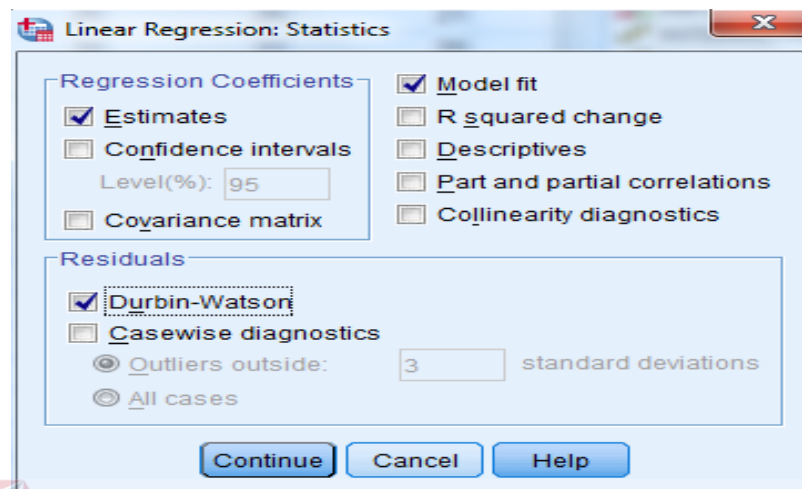 Linear Regression: Statistics
Regression Coefficients
Estimates
Confidence intervals
Level(%): 95
Covariance matrix
Model fit
R squared change
Descriptives
Part and partial correlations
Collinearity diagnostics
Residuals
Durbin-Watson
Casewise diagnostics
Outliers outside: 3 standard deviations
All cases
Continue Cancel Help